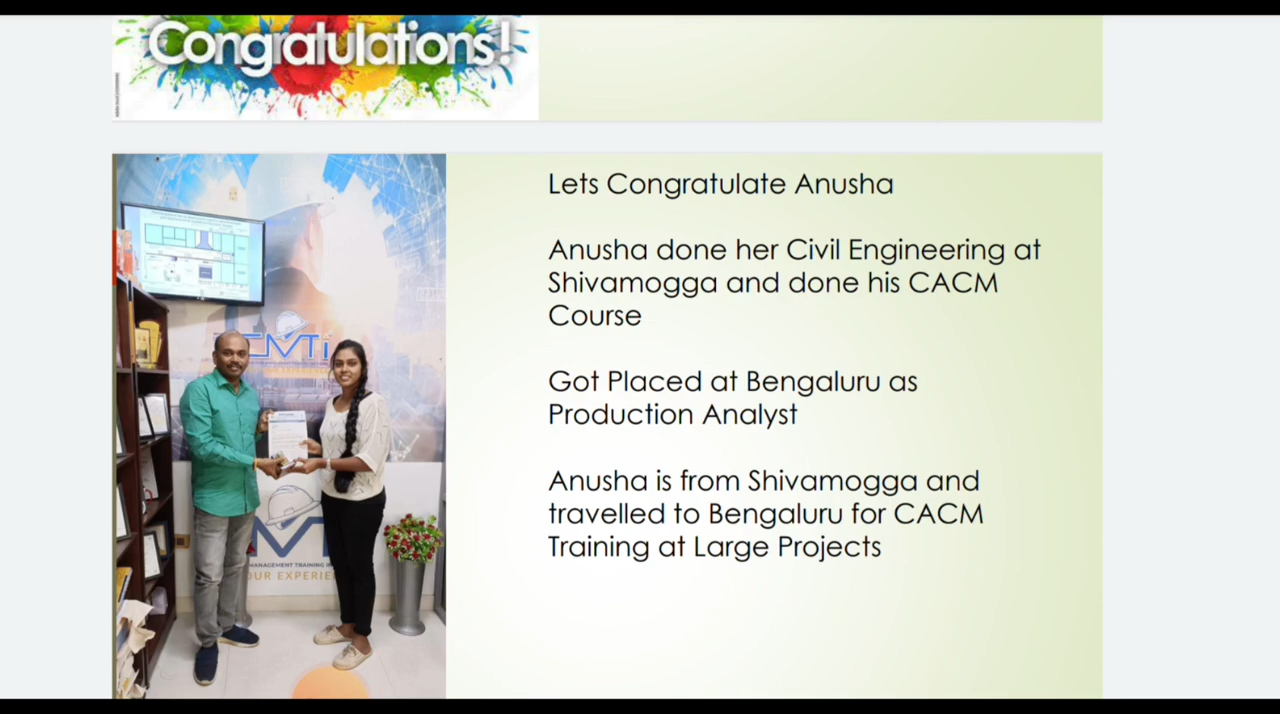 Congratulations!
Lets Congratulate Anusha
Anusha done her Civil Engineering at
Shivamogga and done his CACM
Course
Got Placed at Bengaluru as
Production Analyst
Anusha is from Shivamogga and
travelled to Bengaluru for CACM
Training at Large Projects
CMTi
MANAGEMENT TRAINING
OUR